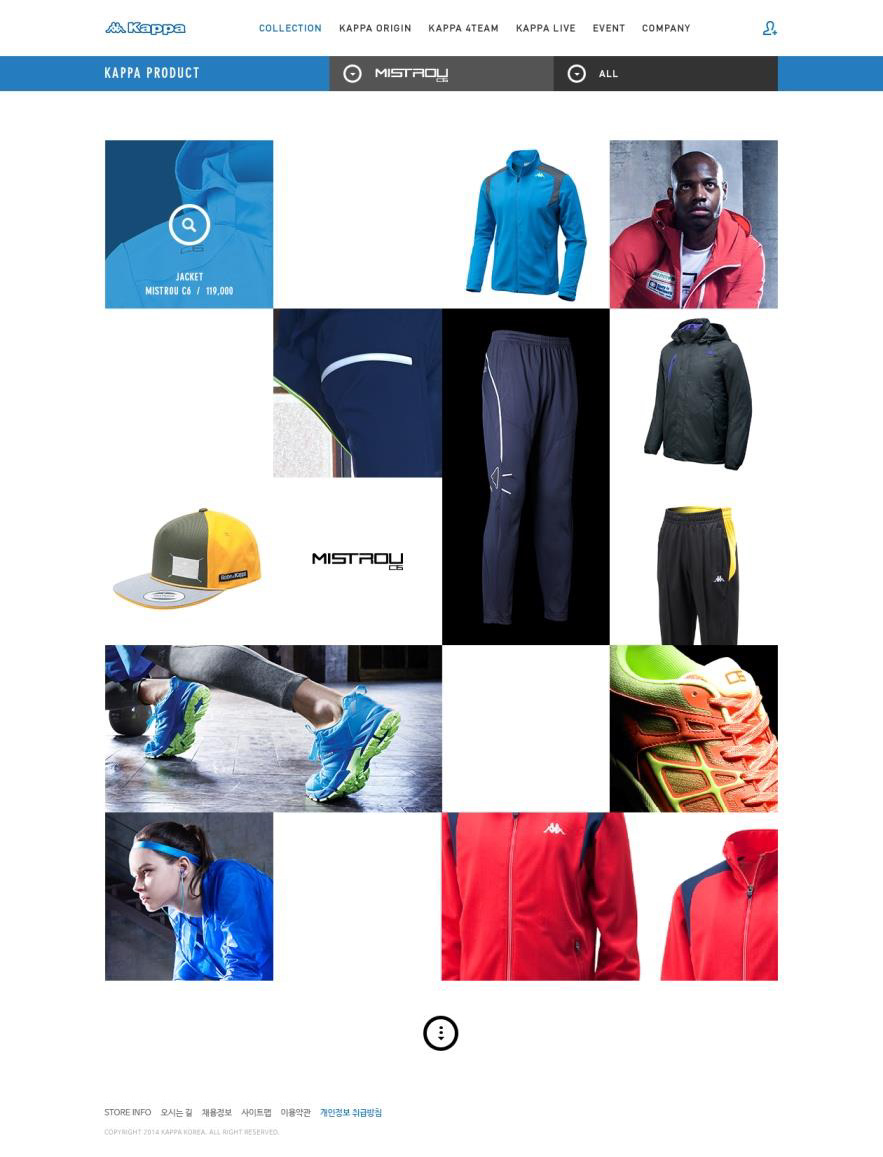 Kappa
COLLECTION KAPPA ORIGIN KAPPA 4TEAM KAPPA LIVE EVENT COMPANY
KAPPA PRODUCT
MISTROU C6
ALL
JACKET
MISTROU C6 / 119,000
MISTROU
C6
C6
STORE INFO 오시는 길 채용정보 사이트맵 이용약관 개인정보 취급방침
COPYRIGHT 2014 KAPPA KOREA. ALL RIGHT RESERVED.